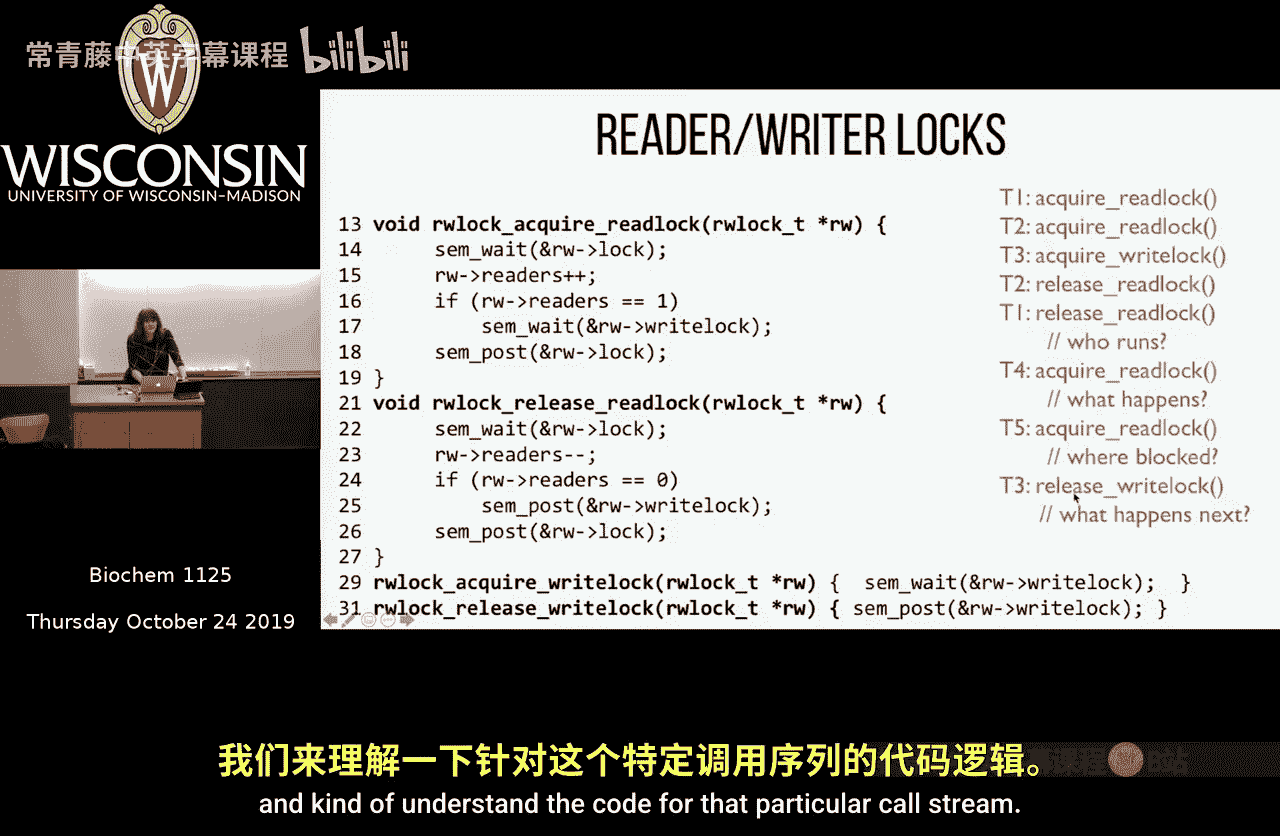 常青藤中英字幕课程 bilibili
W
WISCONSIN
UNIVERSITY OF WISCONSIN-MADISON
READER/WRITER LOCKS
13 void rwlock_acquire_readlock(rwlock_t *rw) {
14 sem_wait(&rw->lock);
15 rw->readers++;
16 if (rw->readers == 1)
17 sem_wait(&rw->writelock);
18 sem_post(&rw->lock);
19 }
21 void rwlock_release_readlock(rwlock_t *rw) {
22 sem_wait(&rw->lock);
23 rw->readers--;
24 if (rw->readers == 0)
25 sem_post(&rw->writelock);
26 sem_post(&rw->lock);
27 }
29 rwlock_acquire_writelock(rwlock_t *rw) { sem_wait(&rw->writelock); }
31 rwlock_release_writelock(rwlock_t *rw) { sem_post(&rw->writelock); }
T1: acquire_readlock()
T2: acquire_readlock()
T3: acquire_writelock()
T2: release_readlock()
T1: release_readlock()
// who runs?
T4: acquire_readlock()
// what happens?
T5: acquire_readlock()
// where blocked?
T3: release_writelock()
// what happens next?
Biochem 1125
Thursday October 24 2019
我们来理解一下针对这个特定调用序列的代码逻辑。
and kind of understand the code for that particular call stream.